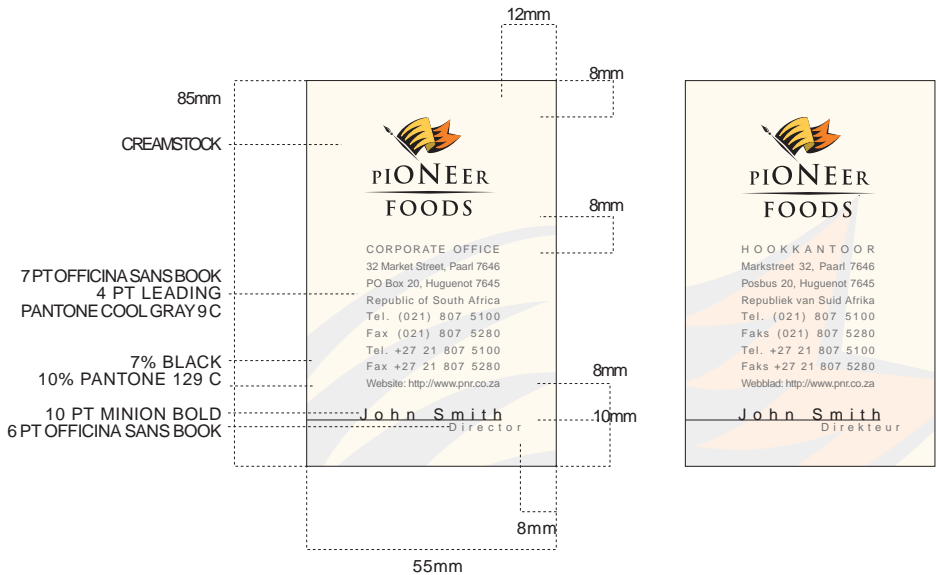 12mm
8mm
85mm
CREAMSTOCK
8mm
7 PT OFFICINA SANS BOOK
4 PT LEADING
PANTONE COOL GRAY 9 C
7% BLACK
10% PANTONE 129 C
8mm
10 PT MINION BOLD
6 PT OFFICINA SANS BOOK
10mm
8mm
55mm
PIONEER
FOODS
CORPORATE OFFICE
32 Market Street, Paarl 7646
PO Box 20, Huguenot 7645
Republic of South Africa
Tel. (021) 807 5100
Fax (021) 807 5280
Tel. +27 21 807 5100
Fax +27 21 807 5280
Website: http://www.pnr.co.za
John Smith
Director
PIONEER
FOODS
HOOKKANTOOR
Markstreet 32, Paarl 7646
Posbus 20, Huguenot 7645
Republiek van Suid Afrika
Tel. (021) 807 5100
Faks (021) 807 5280
Tel. +27 21 807 5100
Faks +27 21 807 5280
Webblad: http://www.pnr.co.za
John Smith
Direkteur